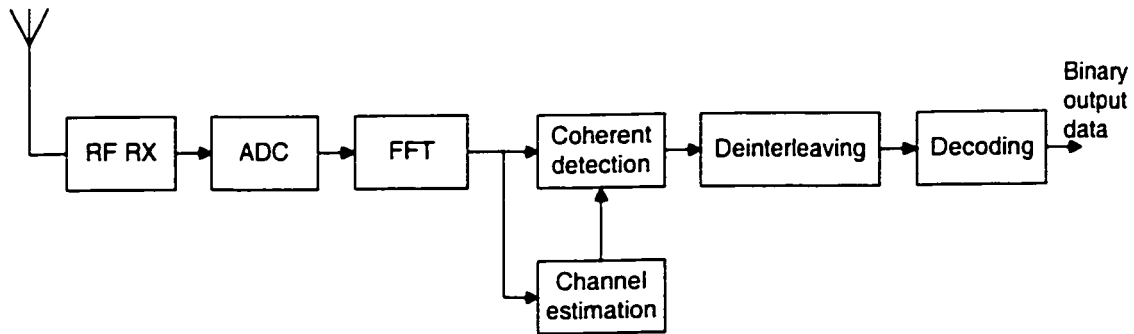 RF RX
ADC
FFT
Coherent
detection
Deinterleaving
Decoding
Binary
output
data
Channel
estimation